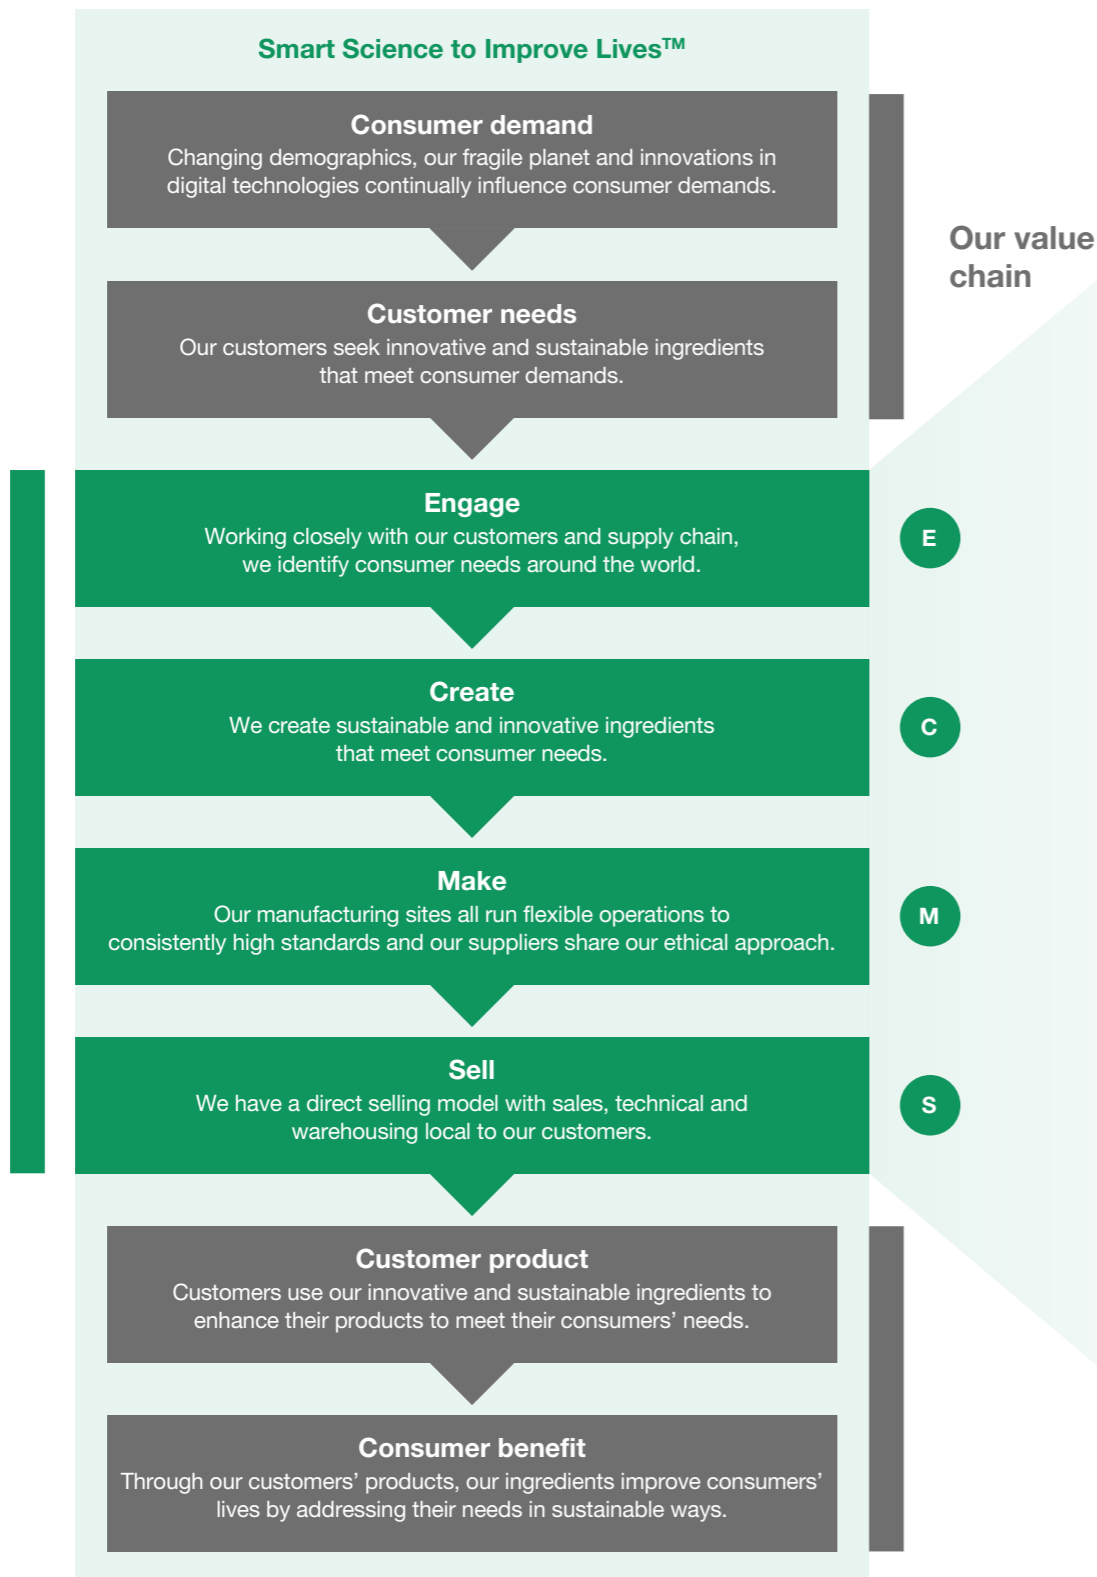 Smart Science to Improve Lives™
Consumer demand
Changing demographics, our fragile planet and innovations in
digital technologies continually influence consumer demands.
Our value
chain
Customer needs
Our customers seek innovative and sustainable ingredients
that meet consumer demands.
Engage
Working closely with our customers and supply chain,
we identify consumer needs around the world.
E
Create
We create sustainable and innovative ingredients
that meet consumer needs.
C
Make
Our manufacturing sites all run flexible operations to
consistently high standards and our suppliers share our ethical approach.
M
Sell
We have a direct selling model with sales, technical and
warehousing local to our customers.
S
Customer product
Customers use our innovative and sustainable ingredients to
enhance their products to meet their consumers’ needs.
Consumer benefit
Through our customers’ products, our ingredients improve consumers’
lives by addressing their needs in sustainable ways.